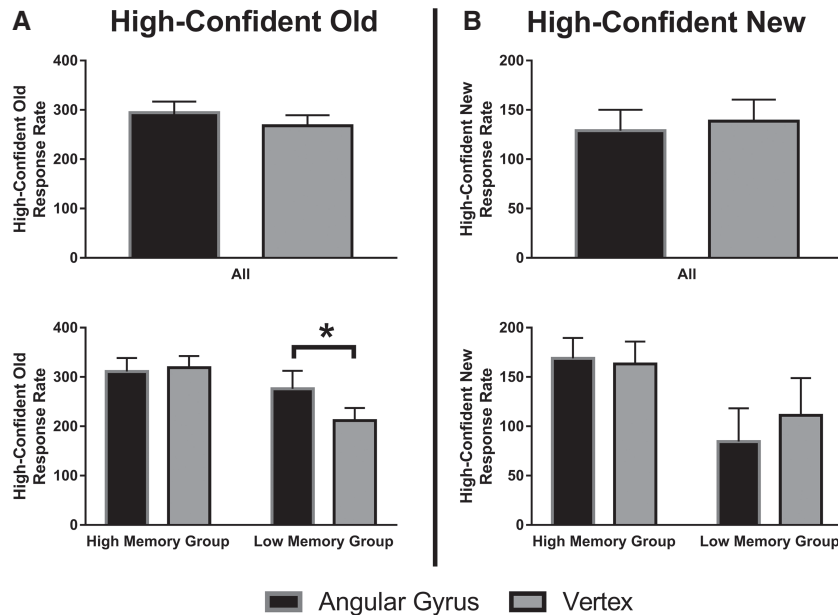 A High-Confident Old
High-Confident Old
Response Rate
400
300
200
100
0
All
High-Confident Old
Response Rate
400
300
200
100
0
*
High Memory Group Low Memory Group
B High-Confident New
High-Confident New
Response Rate
200
150
100
50
0
All
High-Confident New
Response Rate
200
150
100
50
0
High Memory Group Low Memory Group
Angular Gyrus Vertex